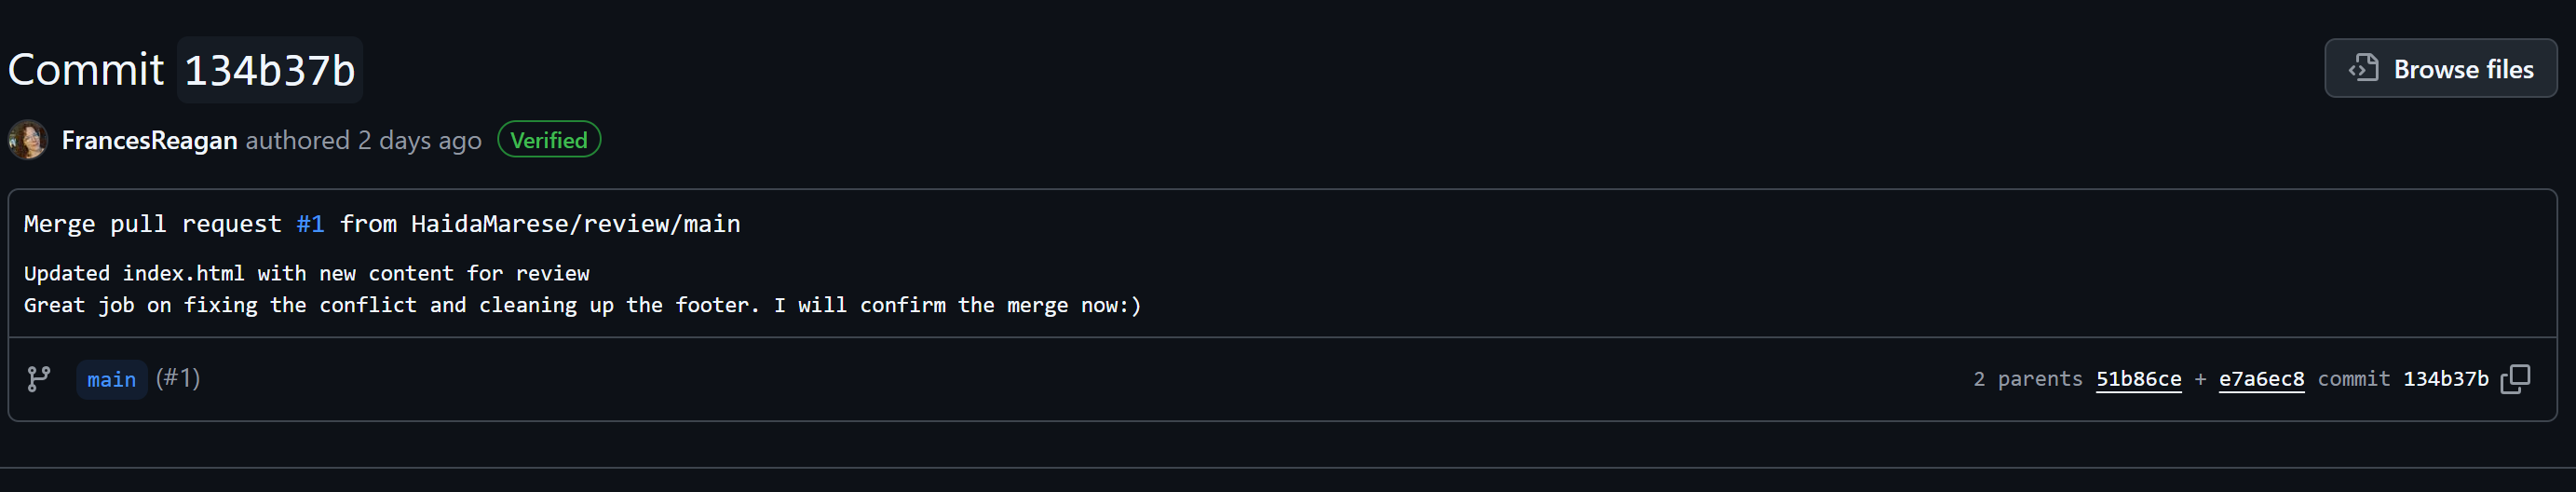 Commit 134b37b
Browse files
FrancesReagan authored 2 days ago Verified
Merge pull request #1 from HaidaMarese/review/main
Updated index.html with new content for review
Great job on fixing the conflict and cleaning up the footer. I will confirm the merge now:)
main (#1)
2 parents 51b86ce + e7a6ec8 commit 134b37b